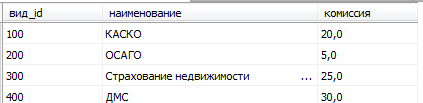 вид_id наименование комиссия
100 КАСКО 20,0
200 ОСАГО 5,0
300 Страхование недвижимости ... 25,0
400 ДМС 30,0